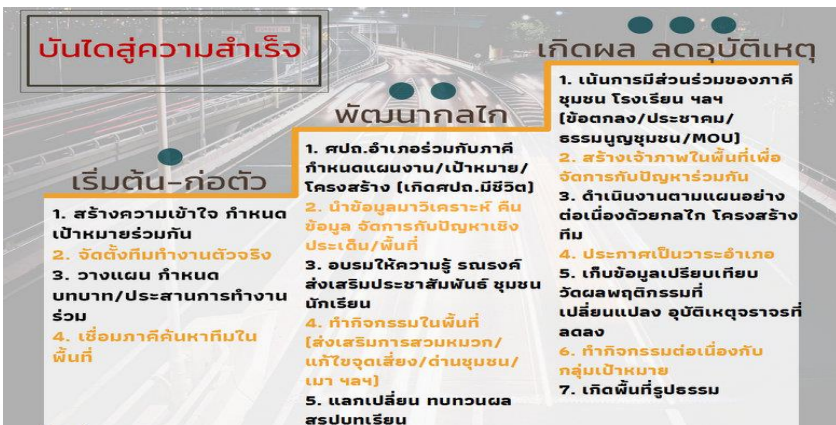 บันไดสู่ความสำเร็จ
เริ่มต้น-ก่อตัว
1. สร้างความเข้าใจ กำหนด
เป้าหมายร่วมกัน
2. จัดตั้งทีมทำงานตัวจริง
3. วางแผน กำหนด
บทบาท/ประสานการทำงาน
ร่วม
4. เชื่อมภาคีค้นหาทีมใน
พื้นที่
พัฒนากลไก
1. ศปถ.อำเภอร่วมกับภาคี
กำหนดแผนงาน/เป้าหมาย/
โครงสร้าง (เกิดศปถ.มีชีวิต)
2. นำข้อมูลมาวิเคราะห์ คืน
ข้อมูล จัดการกับปัญหาเชิง
ประเด็น/พื้นที่
3. อบรมให้ความรู้ รณรงค์
ส่งเสริมประชาสัมพันธ์ ชุมชน
นักเรียน
4. ทำกิจกรรมในพื้นที่
(ส่งเสริมการสวมหมวก/
แก้ไขจุดเสี่ยง/ด่านชุมชน/
เมา ฯลฯ)
5. แลกเปลี่ยน ทบทวนผล
สรุปบทเรียน
เกิดผล ลดอุบัติเหตุ
1. เน้นการมีส่วนร่วมของภาคี
ชุมชน โรงเรียน ฯลฯ
(ข้อตกลง/ประชาคม/
ธรรมนูญชุมชน/MOU)
2. สร้างเจ้าภาพในพื้นที่เพื่อ
จัดการกับปัญหาร่วมกัน
3. ดำเนินงานตามแผนอย่าง
ต่อเนื่องด้วยกลไก โครงสร้าง
ทีม
4. ประกาศเป็นวาระอำเภอ
5. เก็บข้อมูลเปรียบเทียบ
วัดผลพฤติกรรมที่
เปลี่ยนแปลง อุบัติเหตุจราจรที่
ลดลง
6. ทำกิจกรรมต่อเนื่องกับ
กลุ่มเป้าหมาย
7. เกิดพื้นที่รูปธรรม